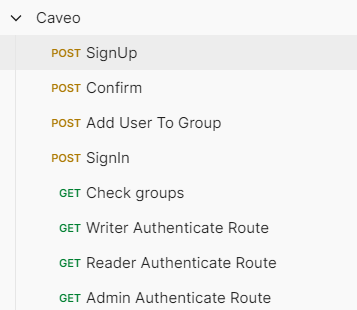 Caveo
POST SignUp
POST Confirm
POST Add User To Group
POST SignIn
GET Check groups
GET Writer Authenticate Route
GET Reader Authenticate Route
GET Admin Authenticate Route